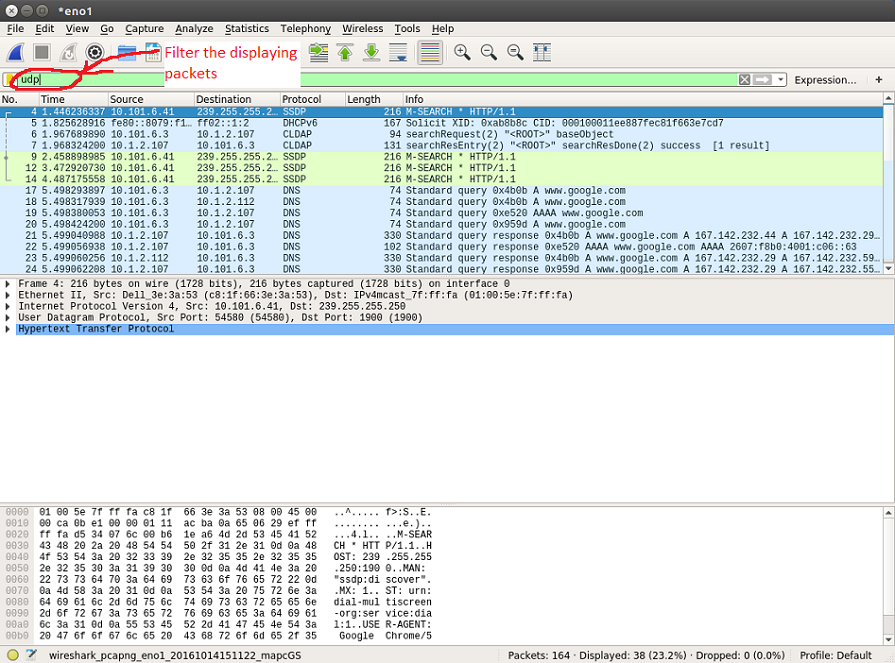 *eno1
File Edit View Go Capture Analyze Statistics Telephony Wireless Tools Help
Filter the displaying
packets
udp
Expression... +
No. Time Source Destination Protocol Length Info
4 1.446236337 10.101.6.41 239.255.255.2… SSDP 216 M-SEARCH * HTTP/1.1
5 1.825628916 fe80::8079:f1… ff02::1:2 DHCPv6 167 Solicit XID: 0xab8b8c CID: 000100011ee887fec81f663e7cd7
6 1.967689890 10.101.6.3 10.1.2.107 CLDAP 94 searchRequest(2) "<ROOT>" baseObject
7 1.968324200 10.1.2.107 10.101.6.3 CLDAP 131 searchResEntry(2) "<ROOT>" searchResDone(2) success [1 result]
9 2.458898985 10.101.6.41 239.255.255.2… SSDP 216 M-SEARCH * HTTP/1.1
12 3.472920730 10.101.6.41 239.255.255.2… SSDP 216 M-SEARCH * HTTP/1.1
14 4.487175558 10.101.6.41 239.255.255.2… SSDP 216 M-SEARCH * HTTP/1.1
17 5.498293907 10.101.6.3 10.1.2.107 DNS 74 Standard query 0x4b0b A www.google.com
18 5.498317939 10.101.6.3 10.1.2.112 DNS 74 Standard query 0x4b0b A www.google.com
19 5.498380053 10.101.6.3 10.1.2.107 DNS 74 Standard query 0xe520 AAAA www.google.com
20 5.498424200 10.101.6.3 10.1.2.107 DNS 74 Standard query 0x959d A www.google.com
21 5.499040988 10.1.2.107 10.101.6.3 DNS 330 Standard query response 0x4b0b A www.google.com A 167.142.232.44 A 167.142.232.29…
22 5.499056938 10.1.2.107 10.101.6.3 DNS 102 Standard query response 0xe520 AAAA www.google.com AAAA 2607:f8b0:4001:c06::63
23 5.499060256 10.1.2.112 10.101.6.3 DNS 330 Standard query response 0x4b0b A www.google.com A 167.142.232.29 A 167.142.232.59…
24 5.499062208 10.1.2.107 10.101.6.3 DNS 330 Standard query response 0x959d A www.google.com A 167.142.232.29 A 167.142.232.55…
Frame 4: 216 bytes on wire (1728 bits), 216 bytes captured (1728 bits) on interface 0
Ethernet II, Src: Dell_3e:3a:53 (c8:1f:66:3e:3a:53), Dst: IPv4mcast_7f:ff:fa (01:00:5e:7f:ff:fa)
Internet Protocol Version 4, Src: 10.101.6.41, Dst: 239.255.255.250
User Datagram Protocol, Src Port: 54580 (54580), Dst Port: 1900 (1900)
Hypertext Transfer Protocol
0000 01 00 5e 7f ff fa c8 1f 66 3e 3a 53 08 00 45 00 ..^..... f>:S..E.
0010 00 ca 0b e1 00 00 01 11 ac ba 0a 65 06 29 ef ff ........ ...e.)..
0020 ff fa d5 34 07 6c 00 b6 1e a6 4d 2d 53 45 41 52 ...4.l.. ..M-SEAR
0030 43 48 20 2a 20 48 54 54 50 2f 31 2e 31 0d 0a 48 CH * HTT P/1.1..H
0040 4f 53 54 3a 20 32 33 39 2e 32 35 35 2e 32 35 35 OST: 239 .255.255
0050 2e 32 35 30 3a 31 39 30 30 0d 0a 4d 41 4e 3a 20 .250:190 0..MAN:
0060 22 73 73 64 70 3a 64 69 73 63 6f 76 65 72 22 0d "ssdp:di scover".
0070 0a 4d 58 3a 20 31 0d 0a 53 54 3a 20 75 72 6e 3a .MX: 1.. ST: urn:
0080 64 69 61 6c 2d 6d 75 6c 74 69 73 63 72 65 65 6e dial-mul tiscreen
0090 2d 6f 72 67 3a 73 65 72 76 69 63 65 3a 64 69 61 -org:ser vice:dia
00a0 6c 3a 31 0d 0a 55 53 45 52 2d 41 47 45 4e 54 3a l:1..USE R-AGENT:
00b0 20 47 6f 6f 67 6c 65 20 43 68 72 6f 6d 65 2f 35 Google Chrome/5
wireshark_pcapng_eno1_20161014151122_mapcGS Packets: 164 · Displayed: 38 (23.2%) · Dropped: 0 (0.0%) Profile: Default